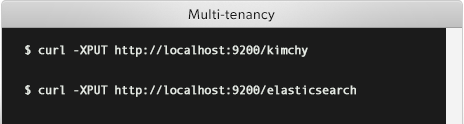 Multi-tenancy
$ curl -XPUT http://localhost:9200/kimchy
$ curl -XPUT http://localhost:9200/elasticsearch